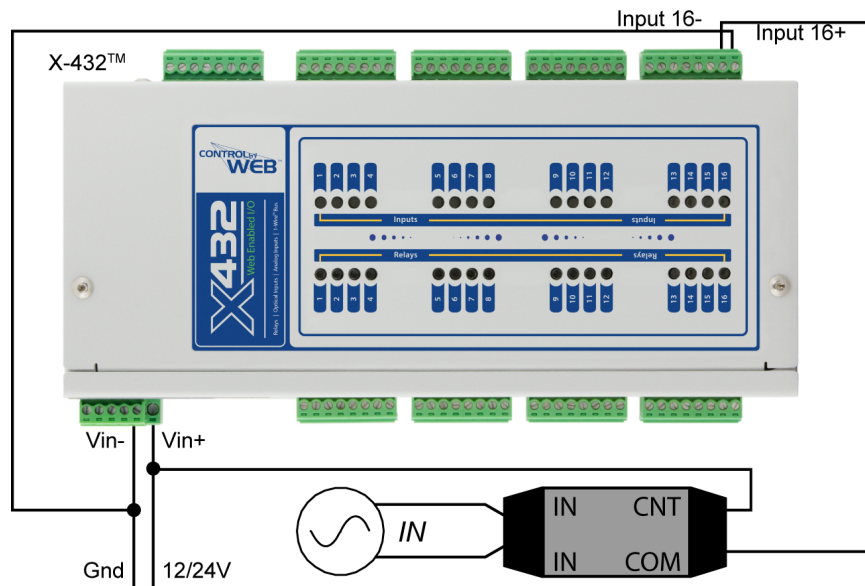 Input 16-
Input 16+
X-432™
CONTROL by WEB™
X432
Web Enabled I/O
Relays | Optical Inputs | Analog Inputs | 1-Wire® Bus
1 2 3 4 5 6 7 8 9 10 11 12 13 14 15 16
Inputs Inputs
Relays Relays
1 2 3 4 5 6 7 8 9 10 11 12 13 14 15 16
Vin- Vin+
IN
IN CNT
IN COM
Gnd 12/24V